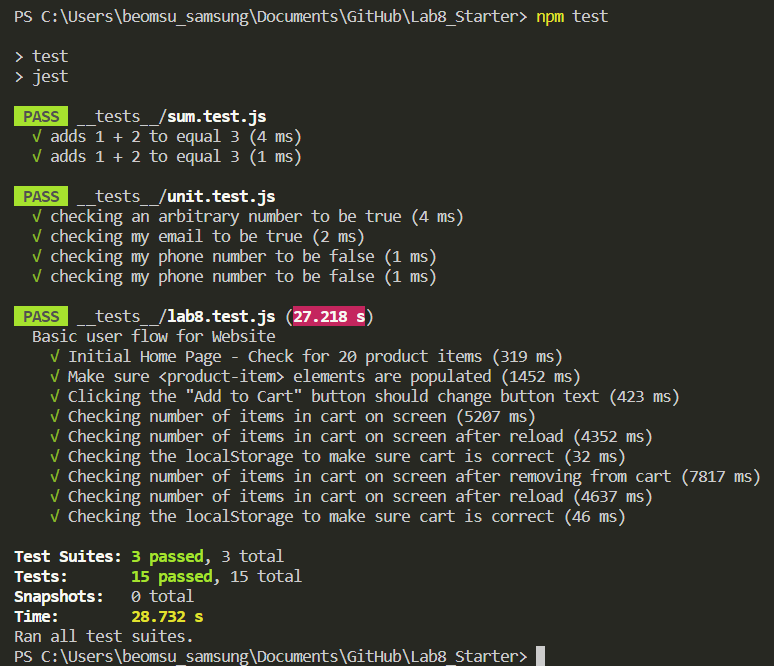 PS C:\Users\beomsu_samsung\Documents\GitHub\Lab8_Starter> npm test
> test
> jest
PASS __tests__/sum.test.js
√ adds 1 + 2 to equal 3 (4 ms)
√ adds 1 + 2 to equal 3 (1 ms)
PASS __tests__/unit.test.js
√ checking an arbitrary number to be true (4 ms)
√ checking my email to be true (2 ms)
√ checking my phone number to be false (1 ms)
√ checking my phone number to be false (1 ms)
PASS __tests__/lab8.test.js (27.218 s)
Basic user flow for Website
√ Initial Home Page - Check for 20 product items (319 ms)
√ Make sure <product-item> elements are populated (1452 ms)
√ Clicking the "Add to Cart" button should change button text (423 ms)
√ Checking number of items in cart on screen (5207 ms)
√ Checking number of items in cart on screen after reload (4352 ms)
√ Checking the localStorage to make sure cart is correct (32 ms)
√ Checking number of items in cart on screen after removing from cart (7817 ms)
√ Checking number of items in cart on screen after reload (4637 ms)
√ Checking the localStorage to make sure cart is correct (46 ms)
Test Suites: 3 passed, 3 total
Tests: 15 passed, 15 total
Snapshots: 0 total
Time: 28.732 s
Ran all test suites.
PS C:\Users\beomsu_samsung\Documents\GitHub\Lab8_Starter>